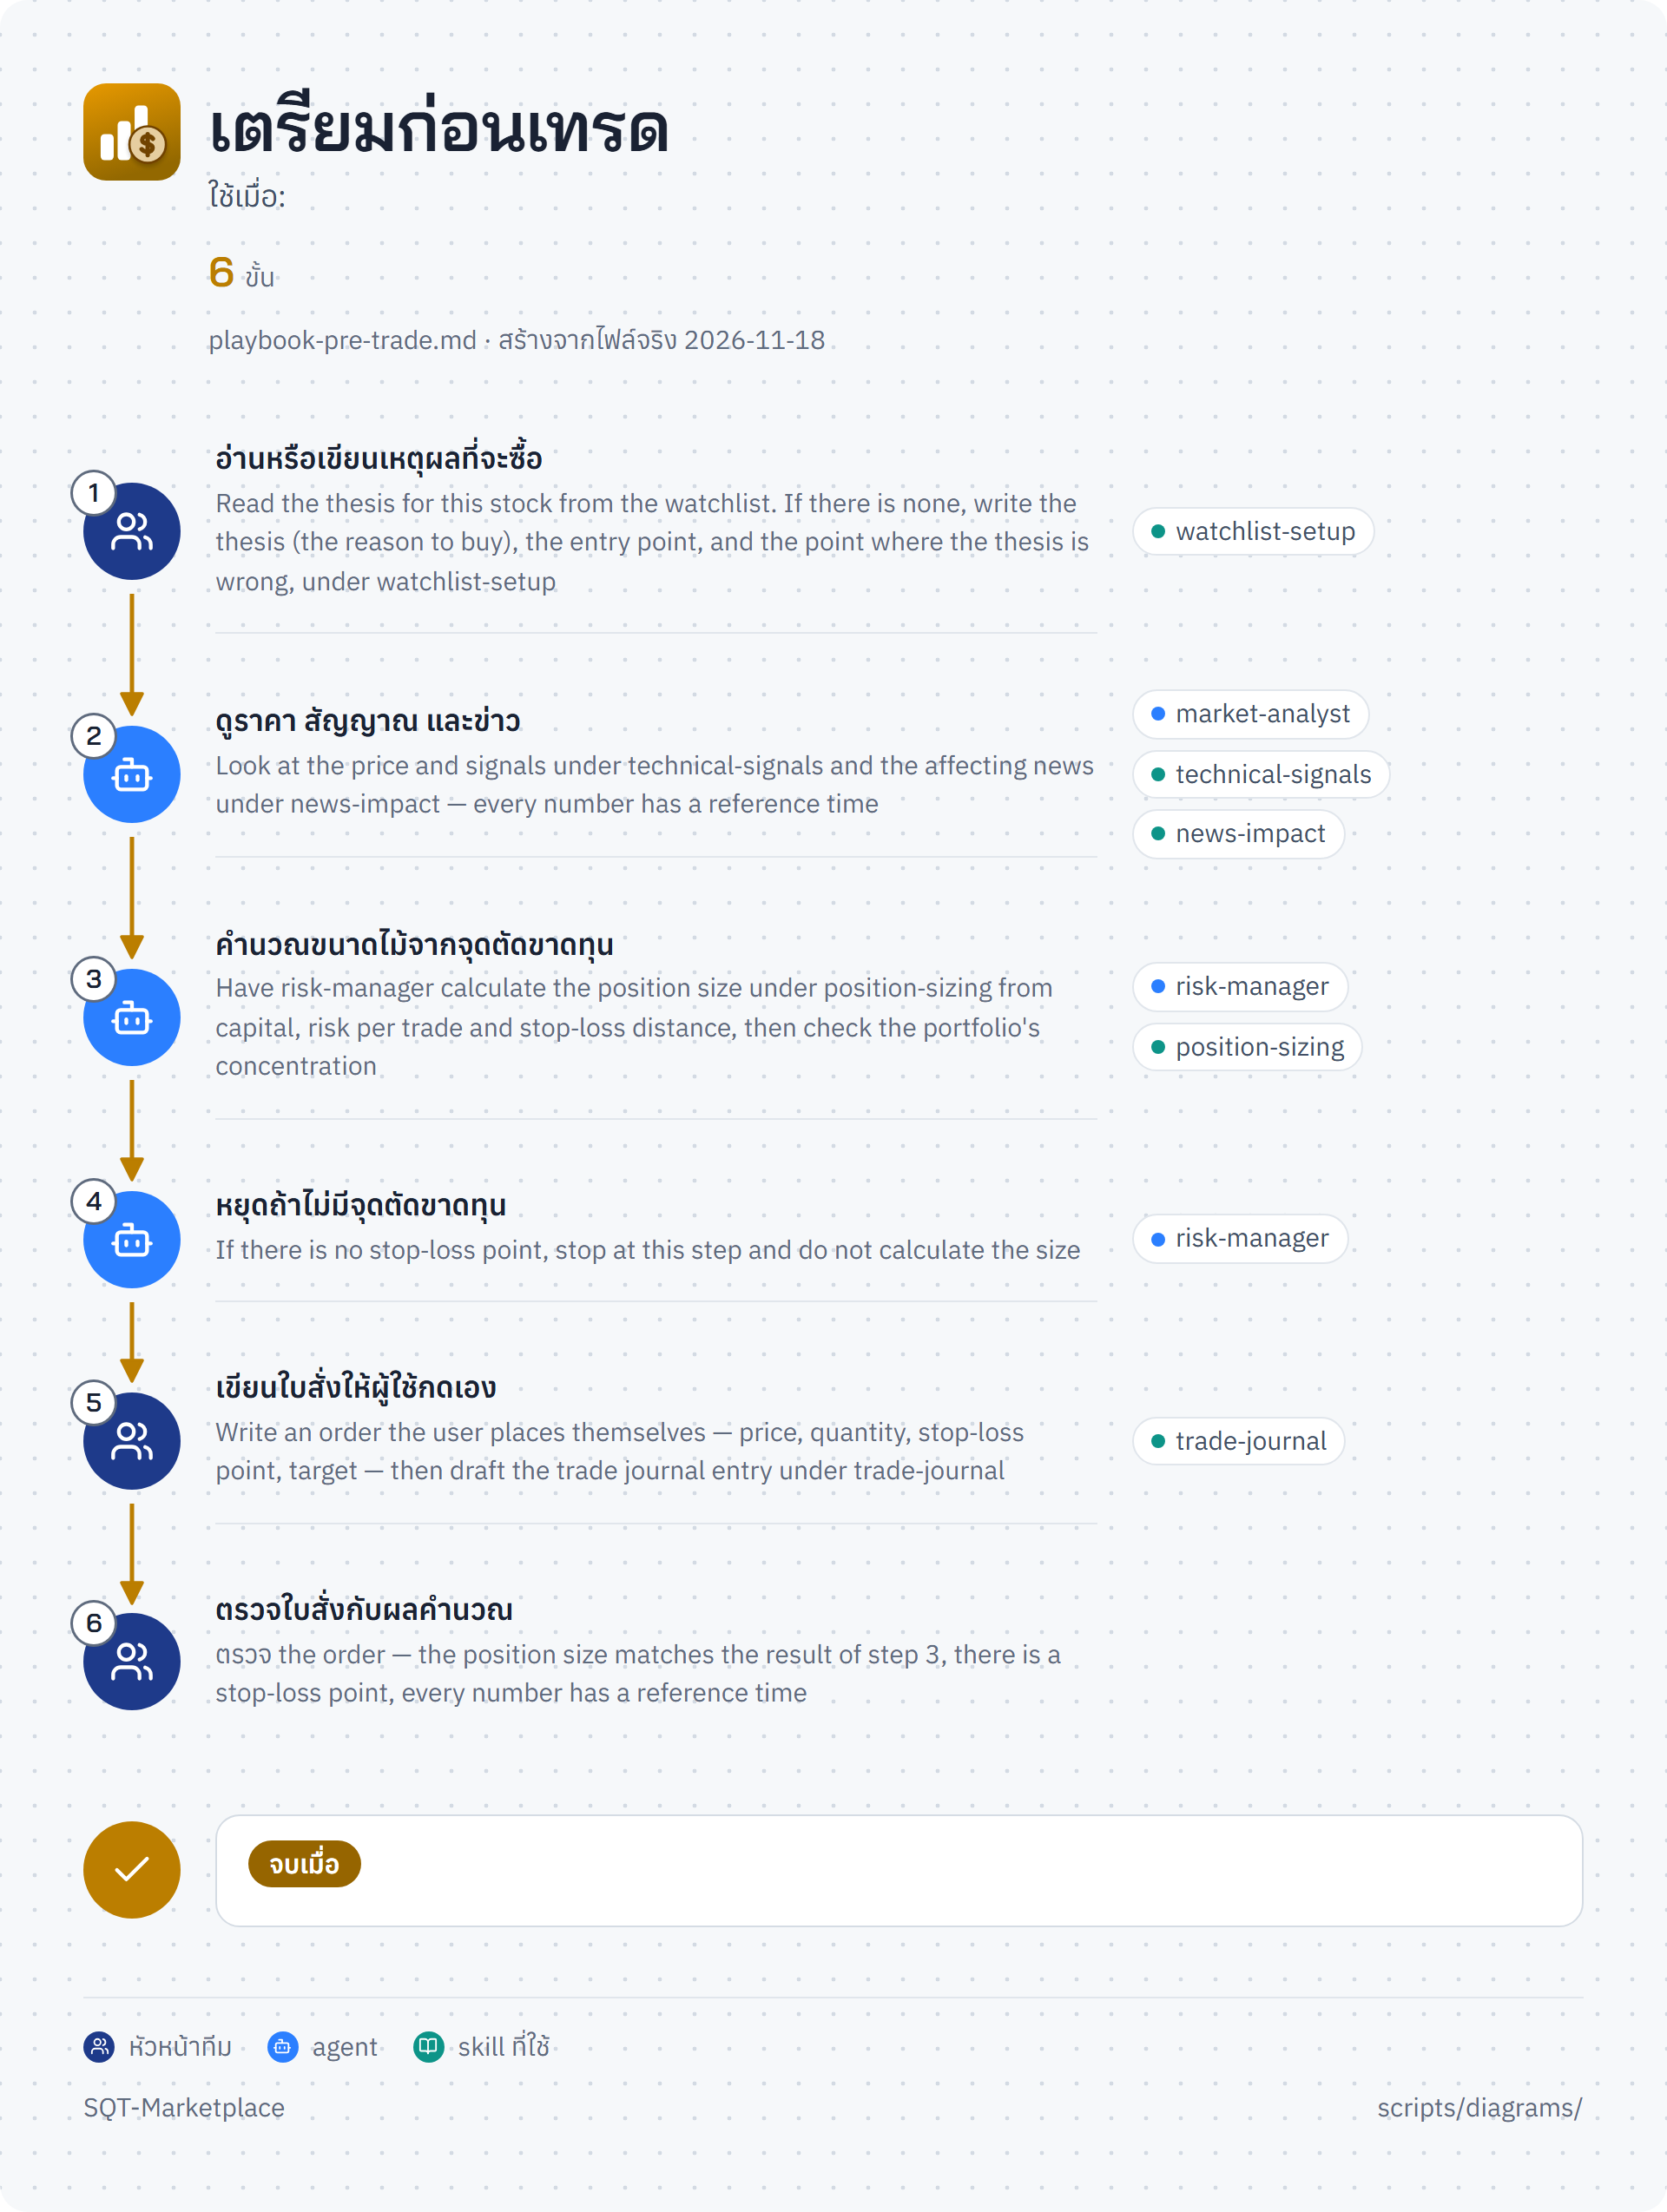 เตรียมก่อนเทรด
ใช้เมื่อ:
6 ขั้น
playbook-pre-trade.md · สร้างจากไฟล์จริง 2026-11-18
1
อ่านหรือเขียนเหตุผลที่จะซื้อ
Read the thesis for this stock from the watchlist. If there is none, write the
thesis (the reason to buy), the entry point, and the point where the thesis is
wrong, under watchlist-setup
watchlist-setup
2
ดูราคา สัญญาณ และข่าว
Look at the price and signals under technical-signals and the affecting news
under news-impact — every number has a reference time
market-analyst
technical-signals
news-impact
3
คำนวณขนาดไม้จากจุดตัดขาดทุน
Have risk-manager calculate the position size under position-sizing from
capital, risk per trade and stop-loss distance, then check the portfolio's
concentration
risk-manager
position-sizing
4
หยุดถ้าไม่มีจุดตัดขาดทุน
If there is no stop-loss point, stop at this step and do not calculate the size
risk-manager
5
เขียนใบสั่งให้ผู้ใช้กดเอง
Write an order the user places themselves — price, quantity, stop-loss
point, target — then draft the trade journal entry under trade-journal
trade-journal
6
ตรวจใบสั่งกับผลคำนวณ
ตรวจ the order — the position size matches the result of step 3, there is a
stop-loss point, every number has a reference time
จบเมื่อ
หัวหน้าทีม
agent
skill ที่ใช้
SQT-Marketplace
scripts/diagrams/